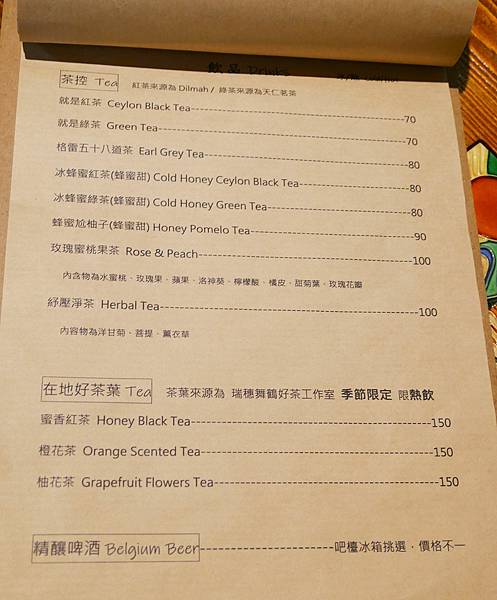 飲品 Drinks
茶控 Tea 紅茶來源為 Dilmah / 綠茶來源為天仁茗茶
就是紅茶 Ceylon Black Tea--------------------70
就是綠茶 Green Tea--------------------70
格雷五十八道茶 Earl Grey Tea--------------------80
冰蜂蜜紅茶(蜂蜜甜) Cold Honey Ceylon Black Tea--------------------80
冰蜂蜜綠茶(蜂蜜甜) Cold Honey Green Tea--------------------80
蜂蜜尬柚子(蜂蜜甜) Honey Pomelo Tea--------------------90
玫瑰蜜桃果茶 Rose & Peach--------------------100
內含物為水蜜桃、玫瑰果、蘋果、洛神葵、檸檬酸、橘皮、甜菊葉、玫瑰花瓣
紓壓淨茶 Herbal Tea--------------------100
內容物為洋甘菊、菩提、薰衣草
在地好茶葉 Tea 茶葉來源為 瑞穗舞鶴好茶工作室 季節限定 限熱飲
蜜香紅茶 Honey Black Tea--------------------150
橙花茶 Orange Scented Tea--------------------150
柚花茶 Grapefruit Flowers Tea--------------------150
精釀啤酒 Belgium Beer--------------------吧檯冰箱挑選，價格不一